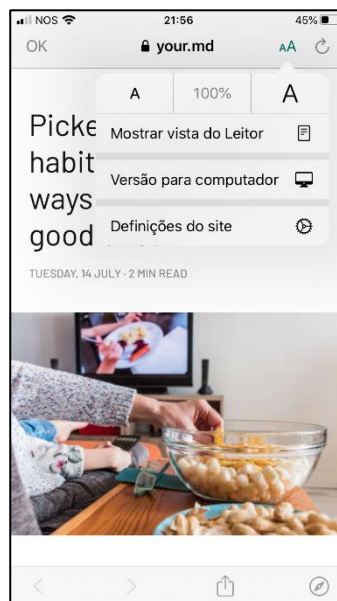 NOS 21:56 45%
OK your.md AA
A 100% A
Mostrar vista do Leitor
Versão para computador
Definições do site
Picke
habit
ways
good
TUESDAY, 14 JULY - 2 MIN READ